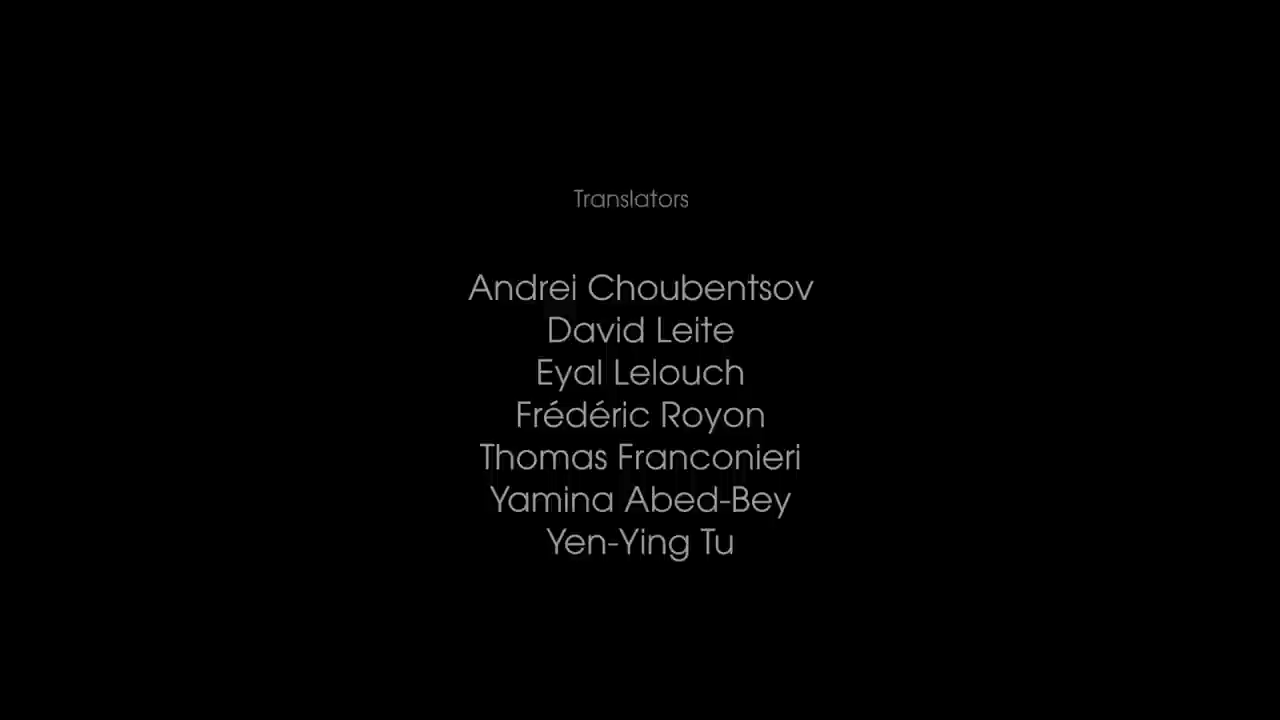 Translators
Andrei Choubentsov
David Leite
Eyal Lelouch
Frédéric Royon
Thomas Franconieri
Yamina Abed-Bey
Yen-Ying Tu